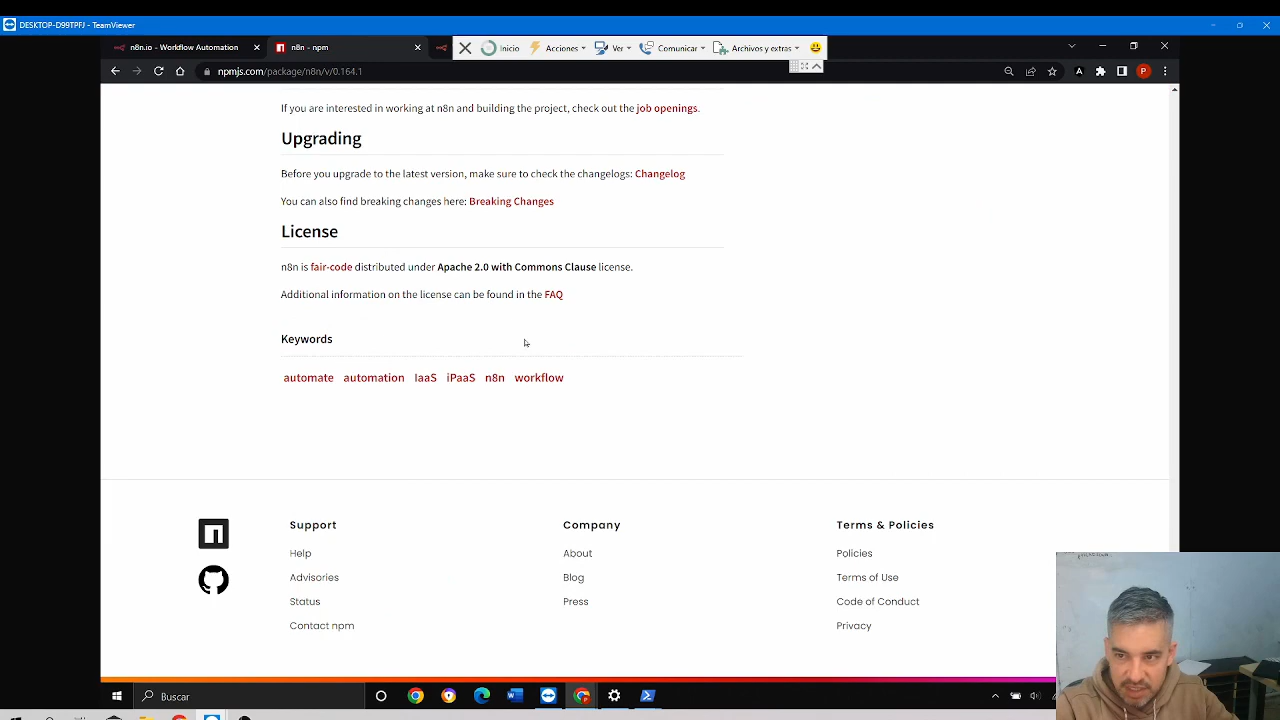 DESKTOP-D99TPFJ - TeamViewer
n8n.io - Workflow Automation
n8n - npm
Inicio
Acciones
Ver
Comunicar
Archivos y extras
npmjs.com/package/n8n/v/0.164.1
A
P
If you are interested in working at n8n and building the project, check out the job openings.
Upgrading
Before you upgrade to the latest version, make sure to check the changelogs: Changelog
You can also find breaking changes here: Breaking Changes
License
n8n is fair-code distributed under Apache 2.0 with Commons Clause license.
Additional information on the license can be found in the FAQ
Keywords
automate automation IaaS iPaaS n8n workflow
Support
Help
Advisories
Status
Contact npm
Company
About
Blog
Press
Terms & Policies
Policies
Terms of Use
Code of Conduct
Privacy
Buscar